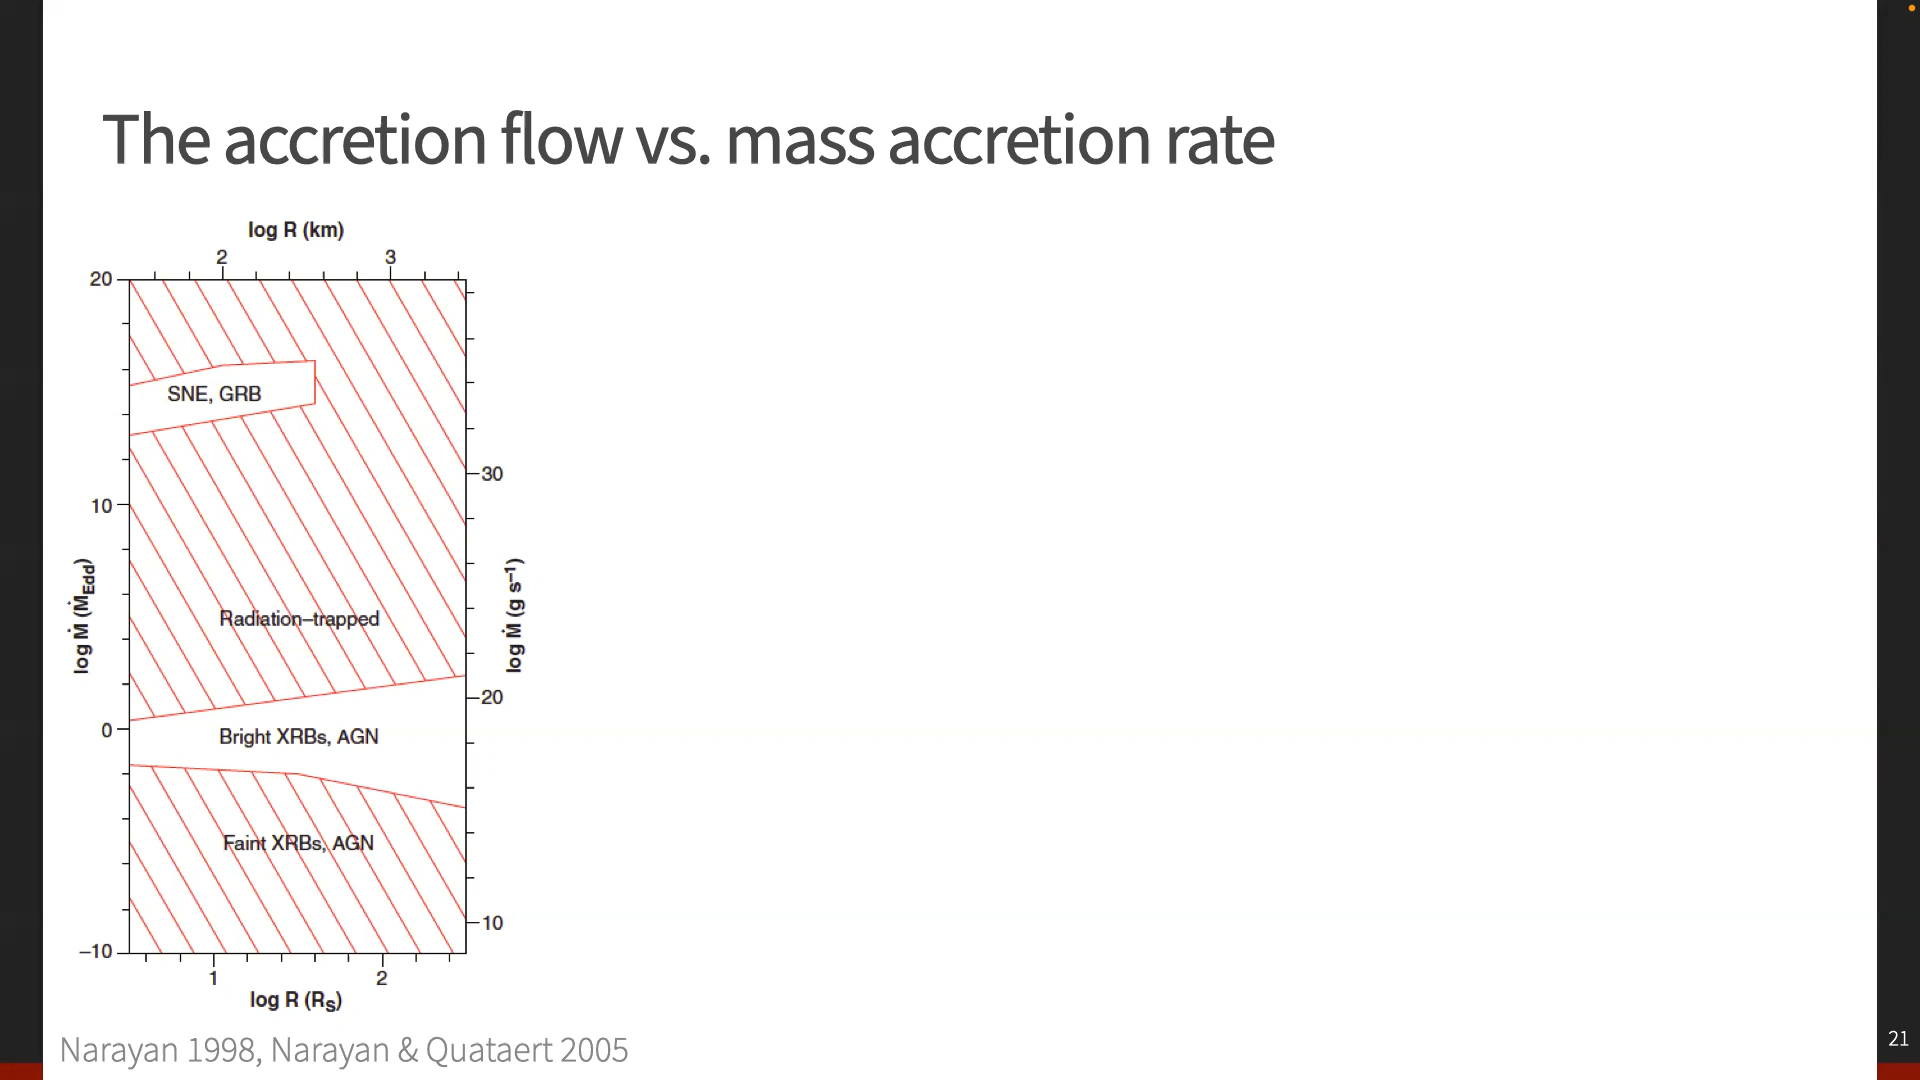 The accretion flow vs. mass accretion rate
log R (km)
2 3
20
SNE, GRB
30
10
log Ṁ (ṀEdd)
log Ṁ (g s⁻¹)
Radiation–trapped
20
0
Bright XRBs, AGN
Faint XRBs, AGN
10
–10
1 2
log R (RS)
Narayan 1998, Narayan & Quataert 2005
21